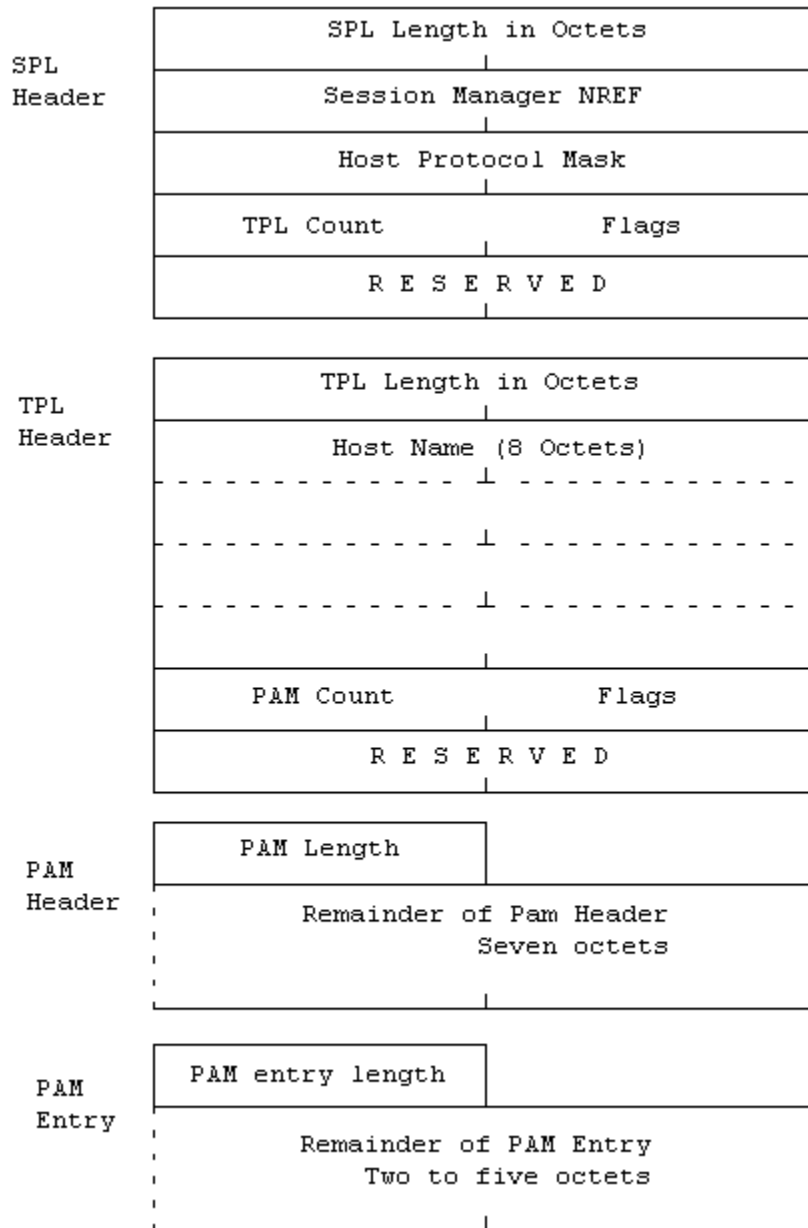 SPL Length in Octets
SPL
Header
Session Manager NREF
Host Protocol Mask
TPL Count Flags
R E S E R V E D
TPL Length in Octets
TPL
Header
Host Name (8 Octets)
PAM Count Flags
R E S E R V E D
PAM Length
PAM
Header
Remainder of Pam Header
Seven octets
PAM entry length
PAM
Entry
Remainder of PAM Entry
Two to five octets